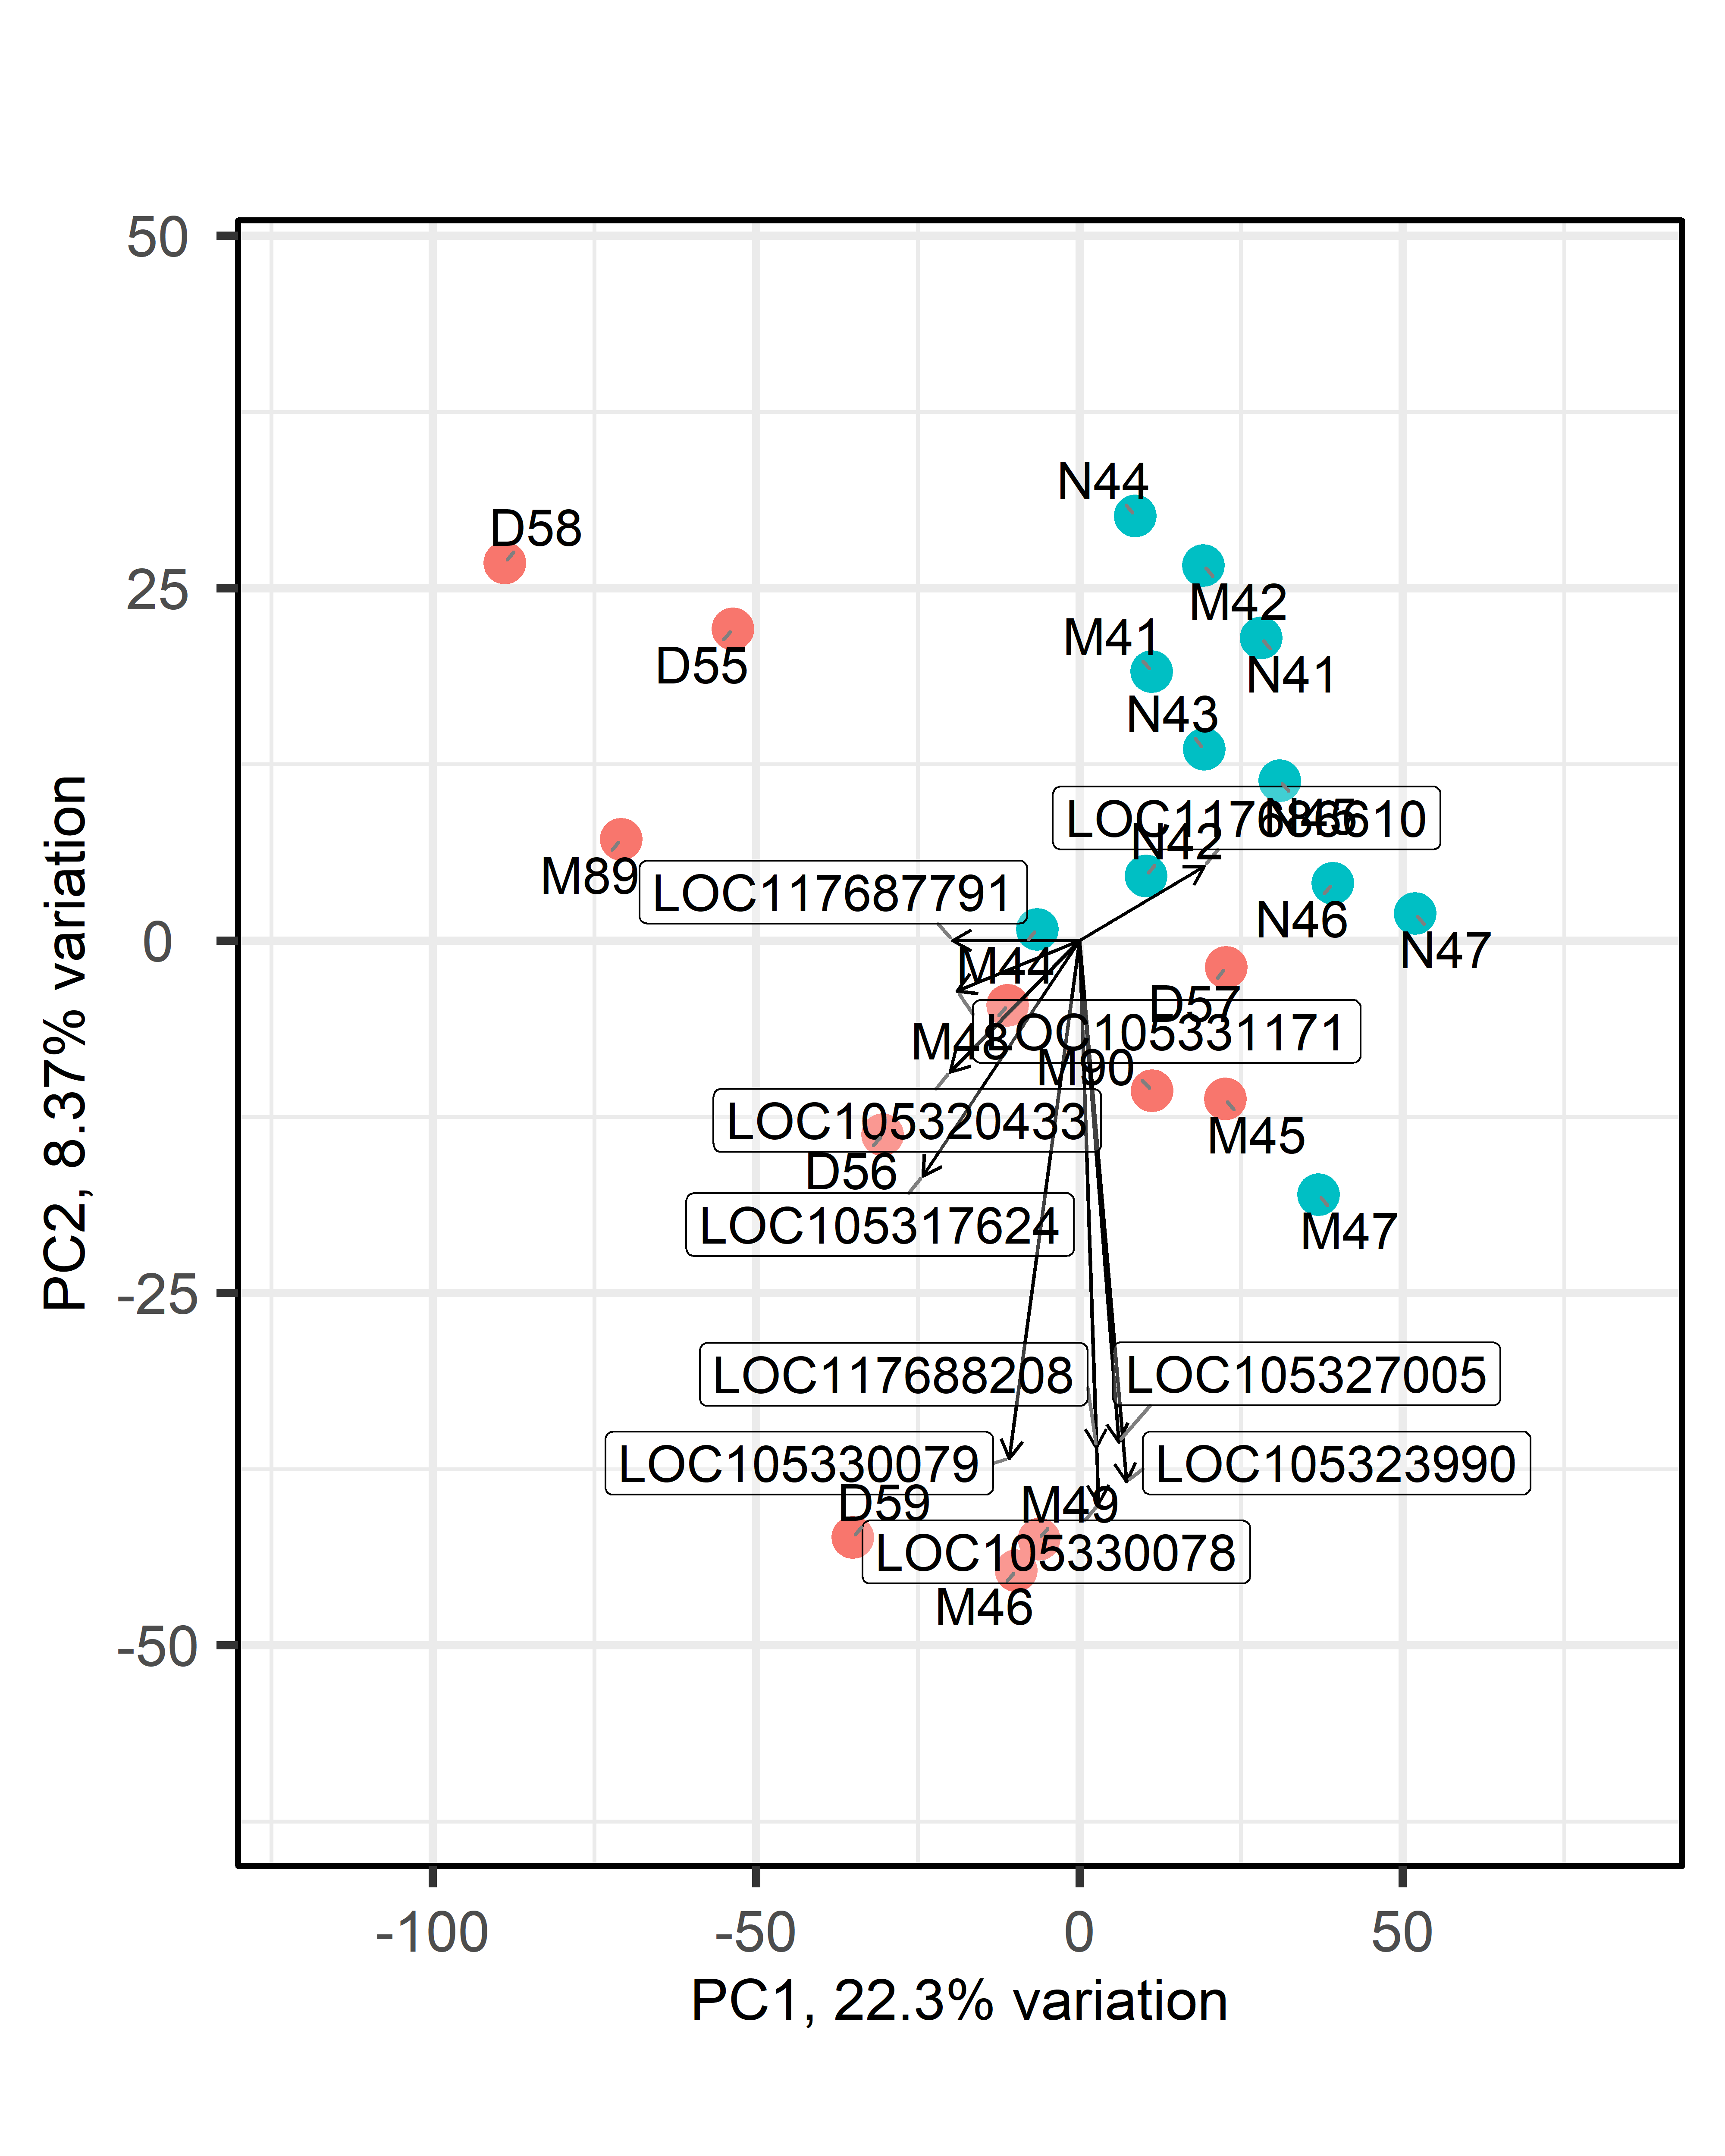 50
N44
D58
25
M42
M41
D55
N41
N43
LOC117686610
N45
N42
M89
LOC117687791
N46
0
N47
M44
D57
LOC105331171
M48
M90
LOC105320433
M45
D56
LOC105317624
M47
-25
LOC117688208
LOC105327005
LOC105330079
LOC105323990
D59
M49
LOC105330078
M46
-50
PC2, 8.37% variation
-100
-50
0
50
PC1, 22.3% variation